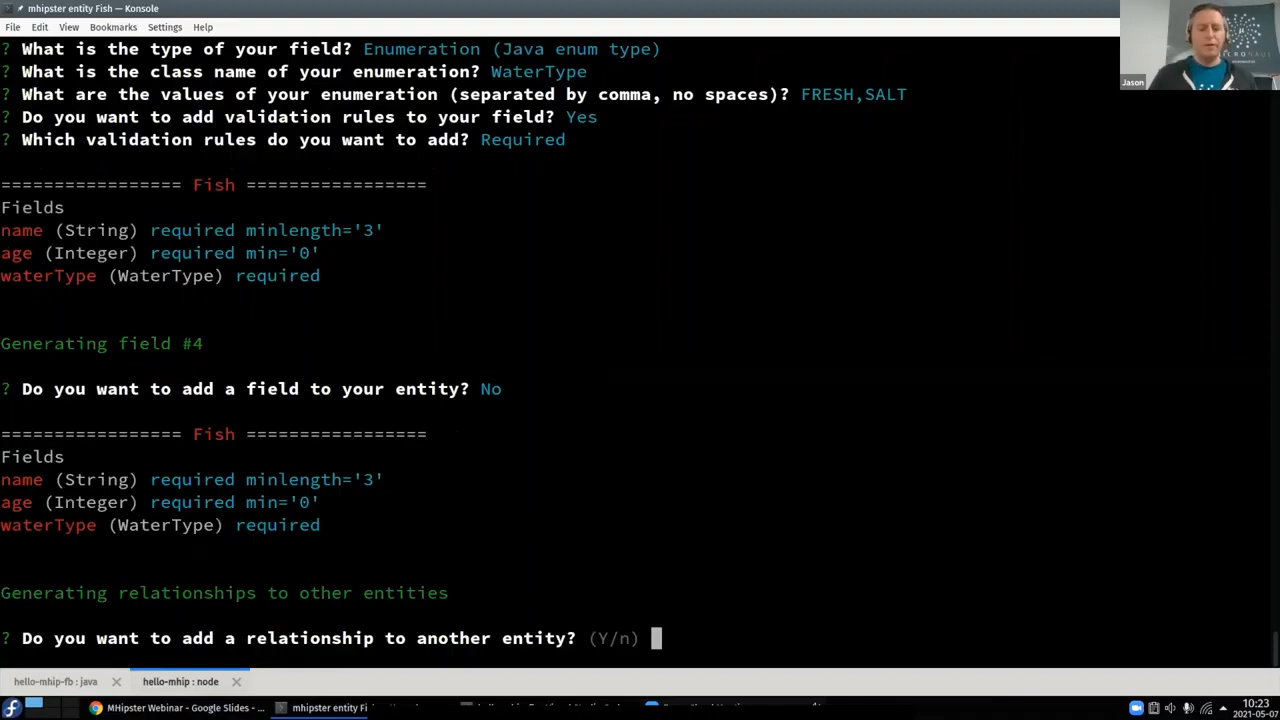 mhipster entity Fish — Konsole
File Edit View Bookmarks Settings Help
? What is the type of your field? Enumeration (Java enum type)
? What is the class name of your enumeration? WaterType
? What are the values of your enumeration (separated by comma, no spaces)? FRESH,SALT
? Do you want to add validation rules to your field? Yes
? Which validation rules do you want to add? Required
================= Fish =================
Fields
name (String) required minlength='3'
age (Integer) required min='0'
waterType (WaterType) required
Generating field #4
? Do you want to add a field to your entity? No
================= Fish =================
Fields
name (String) required minlength='3'
age (Integer) required min='0'
waterType (WaterType) required
Generating relationships to other entities
? Do you want to add a relationship to another entity? (Y/n)
hello-mhip-fb : java
hello-mhip : node
MHipster Webinar - Google Slides - ...
mhipster entity Fi
10:23
2021-05-07
Jason